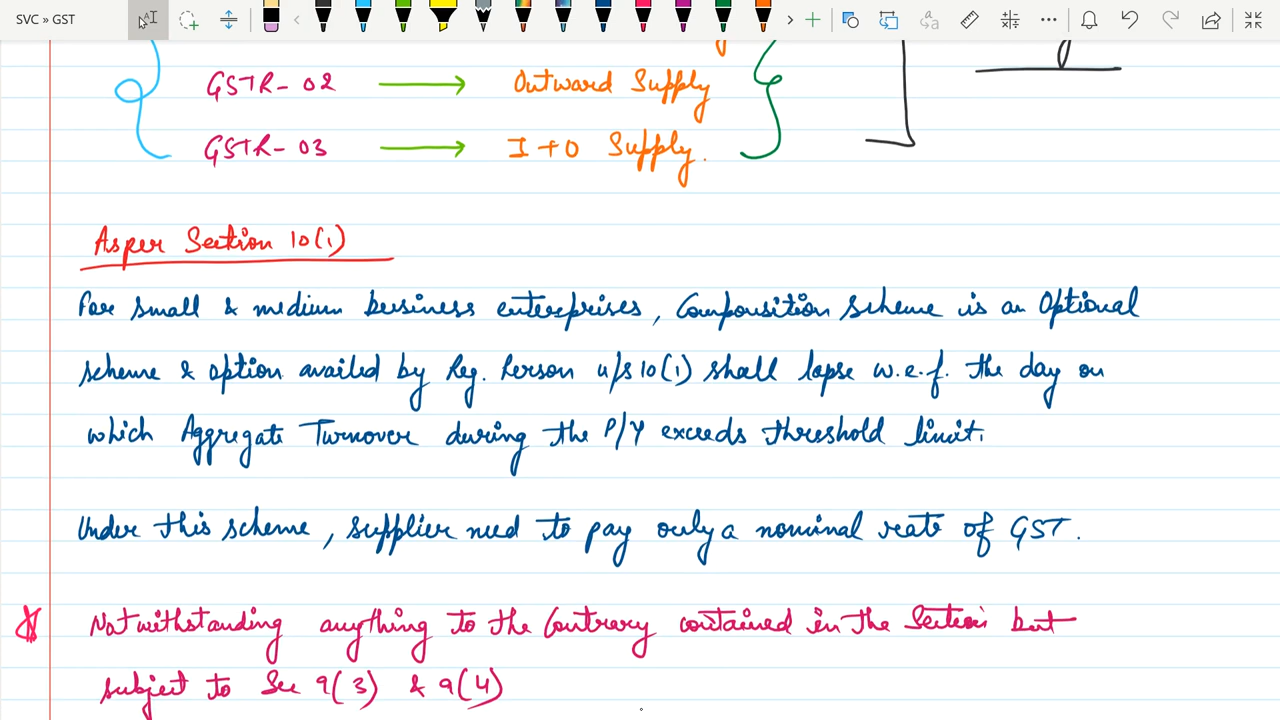 SVC » GST
GSTR-02 → Outward Supply
GSTR-03 → I+O Supply.
As per Section 10(1)
For small & medium business enterprises, Composition scheme is an Optional
scheme & option availed by Reg. Person u/s 10(1) shall lapse w.e.f. the day on
which Aggregate Turnover during the P/Y exceeds threshold limit.
Under this scheme, supplier need to pay only a nominal rate of GST.
Notwithstanding anything to the Contrary contained in the Section but
subject to Sec 9(3) & 9(4)